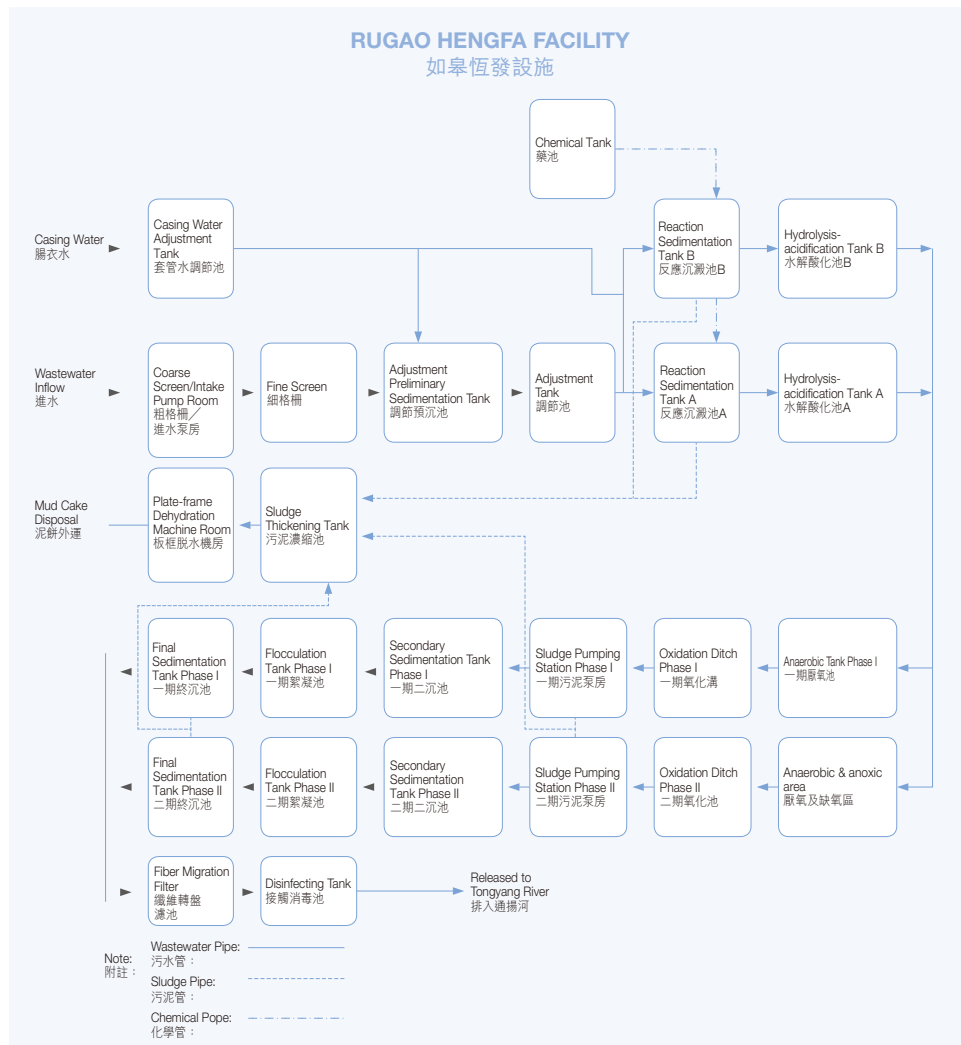 RUGAO HENGFA FACILITY
如皋恆發設施
Chemical Tank
藥池
Casing Water
腸衣水
Casing Water
Adjustment
Tank
套管水調節池
Reaction
Sedimentation
Tank B
反應沉澱池B
Hydrolysis-
acidification Tank B
水解酸化池B
Wastewater
Inflow
進水
Coarse
Screen/Intake
Pump Room
粗格柵／
進水泵房
Fine Screen
細格柵
Adjustment
Preliminary
Sedimentation Tank
調節預沉池
Adjustment
Tank
調節池
Reaction
Sedimentation
Tank A
反應沉澱池A
Hydrolysis-
acidification Tank A
水解酸化池A
Mud Cake
Disposal
泥餅外運
Plate-frame
Dehydration
Machine Room
板框脱水機房
Sludge
Thickening Tank
污泥濃縮池
Final
Sedimentation
Tank Phase I
一期終沉池
Flocculation
Tank Phase I
一期絮凝池
Secondary
Sedimentation Tank
Phase I
一期二沉池
Sludge Pumping
Station Phase I
一期污泥泵房
Oxidation Ditch
Phase I
一期氧化溝
Anaerobic Tank Phase I
一期厭氧池
Final
Sedimentation
Tank Phase II
二期終沉池
Flocculation
Tank Phase II
二期絮凝池
Secondary
Sedimentation
Tank Phase II
二期二沉池
Sludge Pumping
Station Phase II
二期污泥泵房
Oxidation Ditch
Phase II
二期氧化池
Anaerobic & anoxic
area
厭氧及缺氧區
Fiber Migration
Filter
纖維轉盤
濾池
Disinfecting Tank
接觸消毒池
Released to
Tongyang River
排入通揚河
Note:
附註：
Wastewater Pipe:
污水管：
Sludge Pipe:
污泥管：
Chemical Pope:
化學管：